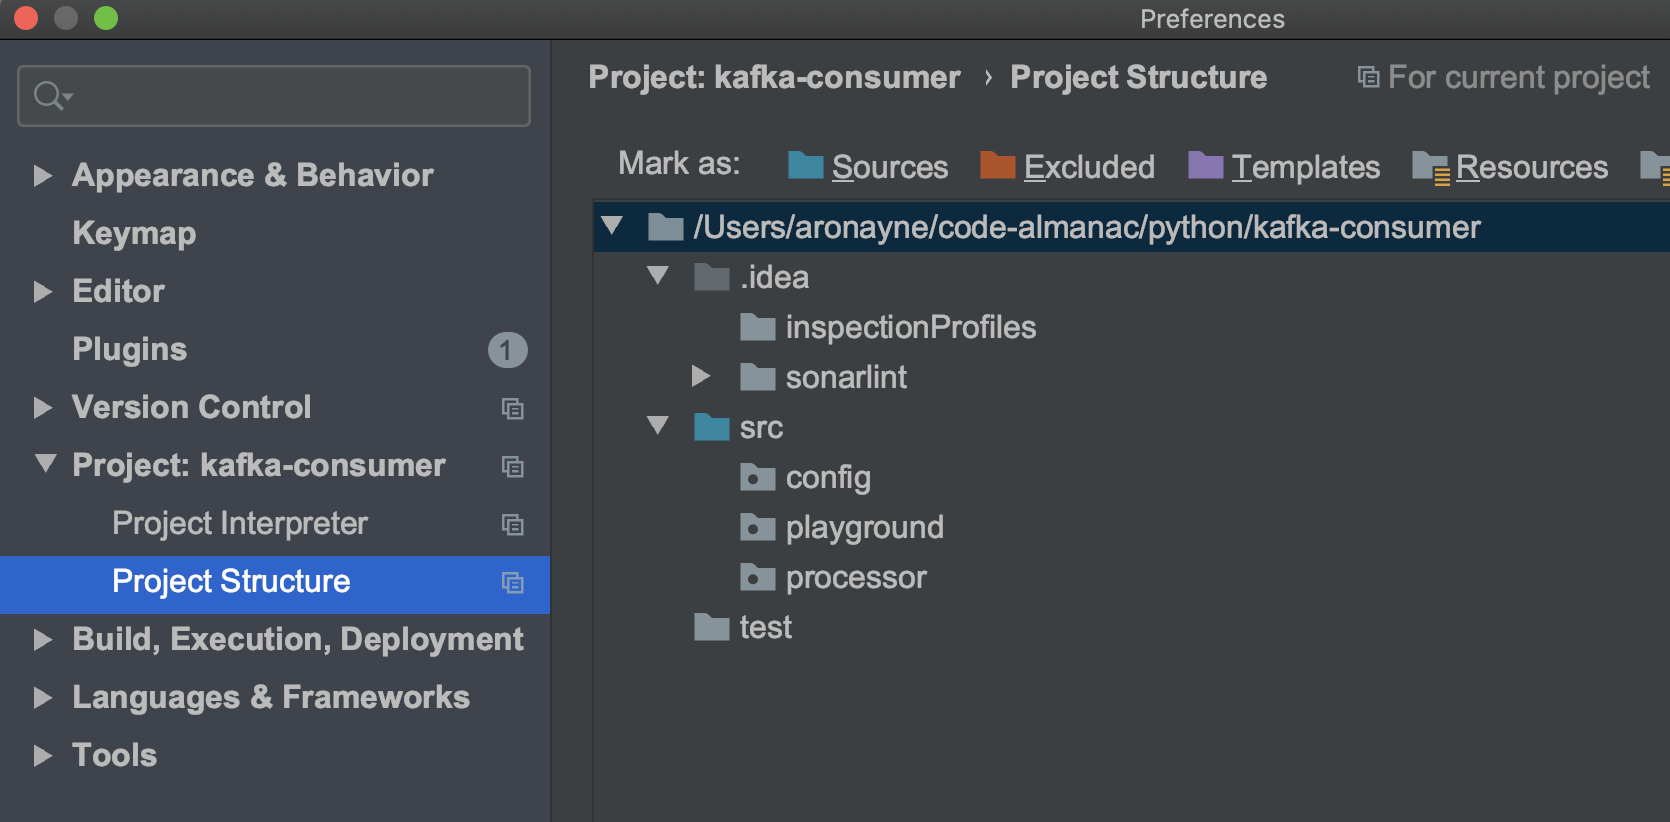 Preferences
Appearance & Behavior
Keymap
Editor
Plugins 1
Version Control
Project: kafka-consumer
Project Interpreter
Project Structure
Build, Execution, Deployment
Languages & Frameworks
Tools
Project: kafka-consumer › Project Structure For current project
Mark as: Sources Excluded Templates Resources
/Users/aronayne/code-almanac/python/kafka-consumer
.idea
inspectionProfiles
sonarlint
src
config
playground
processor
test